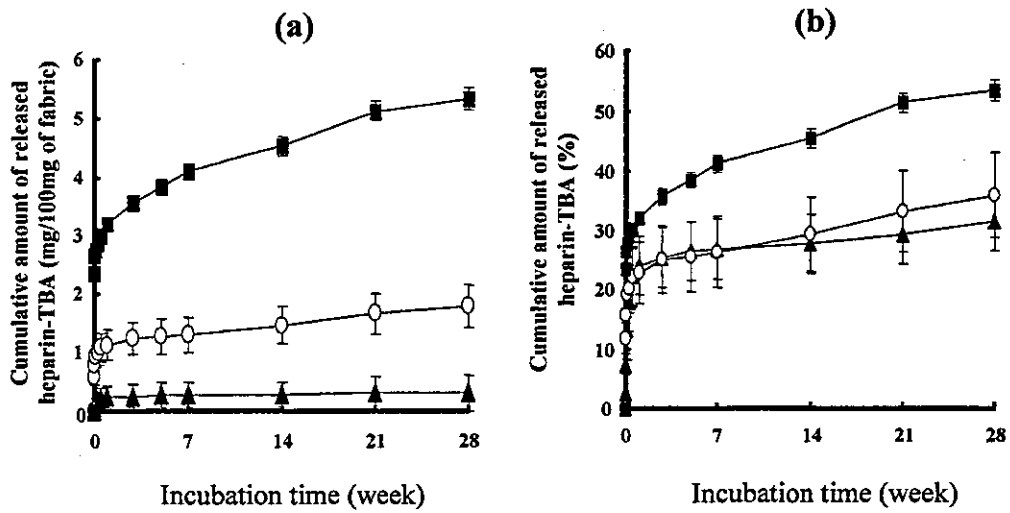 (a)
Cumulative amount of released
heparin-TBA (mg/100mg of fabric)
6
5
4
3
2
1
0
0 7 14 21 28
Incubation time (week)
(b)
Cumulative amount of released
heparin-TBA (%)
60
50
40
30
20
10
0
0 7 14 21 28
Incubation time (week)